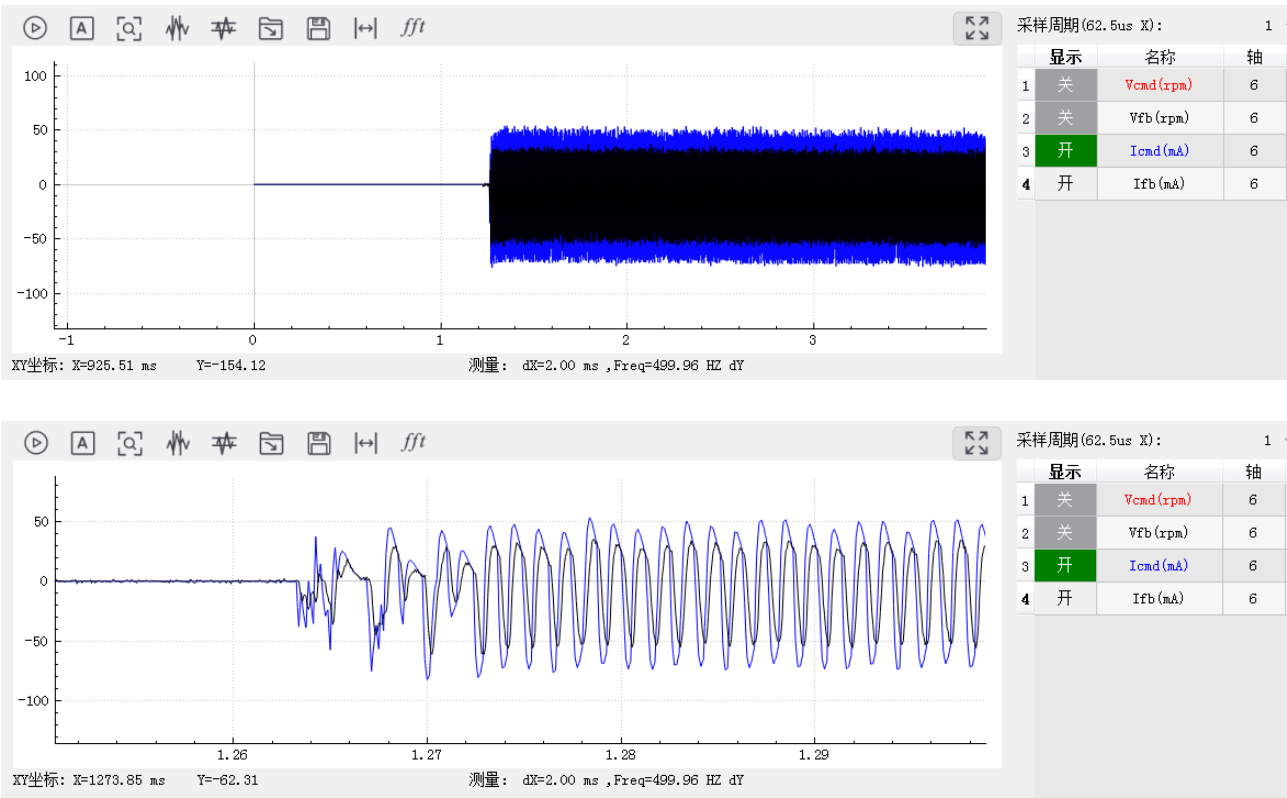 A fft 采样周期(62.5us X): 1
显示 名称 轴
1 关 Vcmd(rpm) 6
2 关 Vfb(rpm) 6
3 开 Icmd(mA) 6
4 开 Ifb(mA) 6
100
50
0
-50
-100
-1 0 1 2 3
XY坐标: X=925.51 ms Y=-154.12 测量: dX=2.00 ms ,Freq=499.96 HZ dY
A fft 采样周期(62.5us X): 1
显示 名称 轴
1 关 Vcmd(rpm) 6
2 关 Vfb(rpm) 6
3 开 Icmd(mA) 6
4 开 Ifb(mA) 6
50
0
-50
-100
1.26 1.27 1.28 1.29
XY坐标: X=1273.85 ms Y=-62.31 测量: dX=2.00 ms ,Freq=499.96 HZ dY